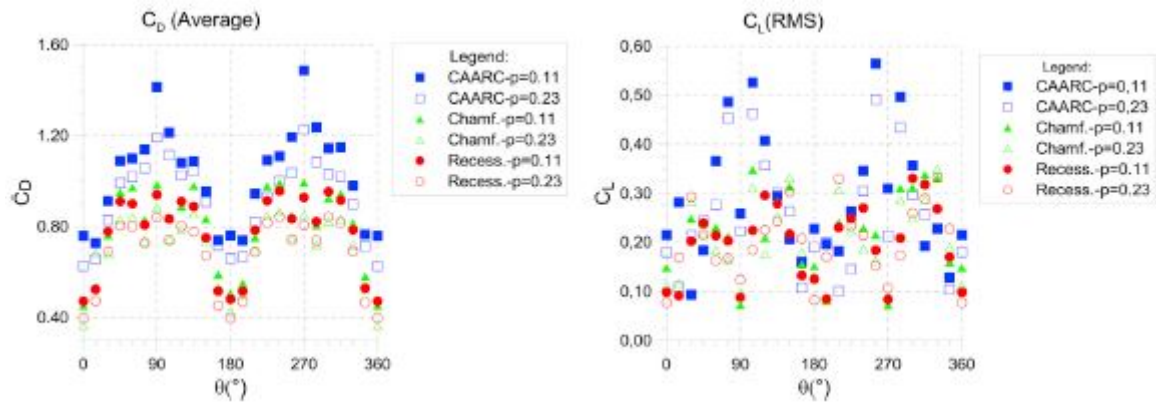 C_D (Average)
1.60
1.20
0.80
0.40
C_D
0
90
180
270
360
θ(°)
Legend:
CAARC-p=0.11
CAARC-p=0.23
Chamf.-p=0.11
Chamf.-p=0.23
Recess.-p=0.11
Recess.-p=0.23
C_L(RMS)
0,60
0,50
0,40
0,30
0,20
0,10
0,00
C_L
0
90
180
270
360
θ(°)
Legend:
CAARC-p=0,11
CAARC-p=0,23
Chamf.-p=0.11
Chamf.-p=0.23
Recess.-p=0.11
Recess.-p=0.23